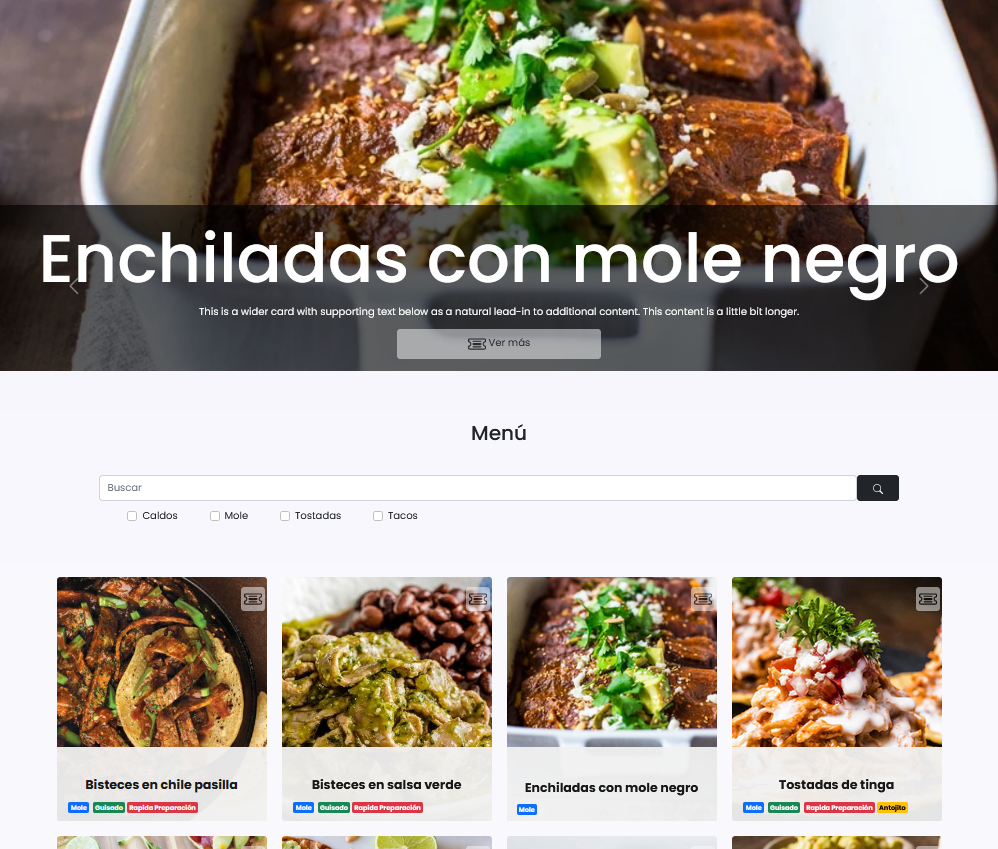 Enchiladas con mole negro
This is a wider card with supporting text below as a natural lead-in to additional content. This content is a little bit longer.
Ver más
Menú
Buscar
Caldos Mole Tostadas Tacos
Bisteces en chile pasilla
Mole Guisado Rapida Preparación
Bisteces en salsa verde
Mole Guisado Rapida Preparación
Enchiladas con mole negro
Mole
Tostadas de tinga
Mole Guisado Rapida Preparación Antojito